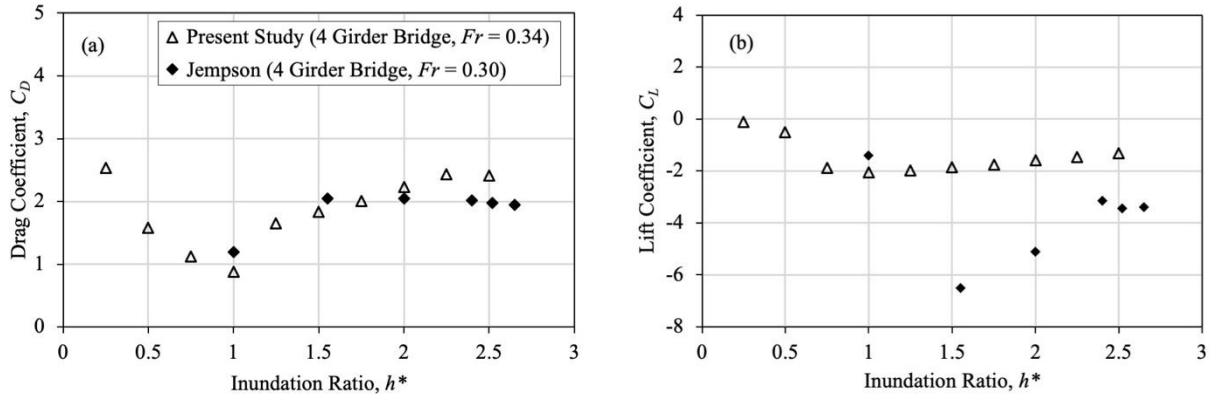 (a)
Present Study (4 Girder Bridge, Fr = 0.34)
Jempson (4 Girder Bridge, Fr = 0.30)
Drag Coefficient, C_D
5
4
3
2
1
0
0 0.5 1 1.5 2 2.5 3
Inundation Ratio, h*
(b)
Lift Coefficient, C_L
4
2
0
-2
-4
-6
-8
0 0.5 1 1.5 2 2.5 3
Inundation Ratio, h*